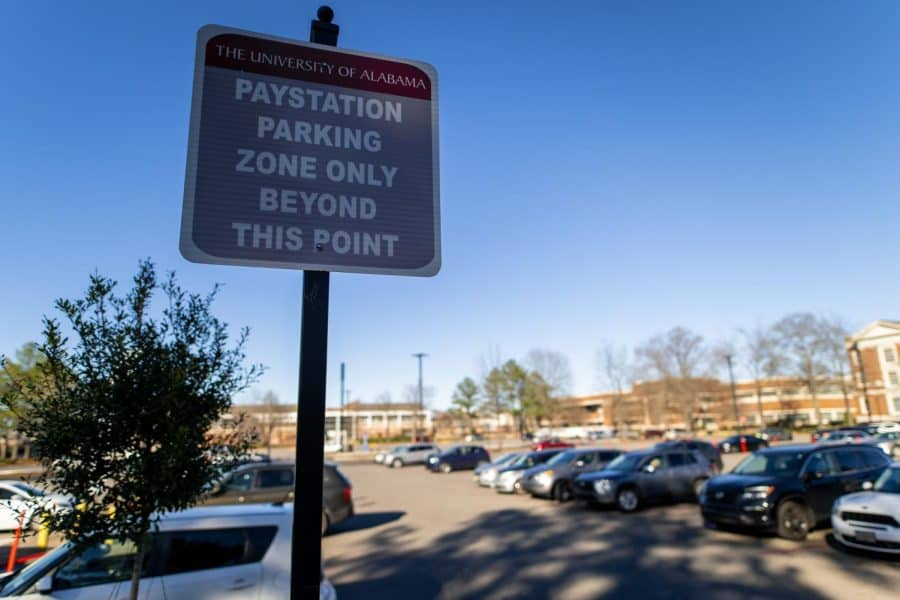 THE UNIVERSITY OF ALABAMA
PAYSTATION
PARKING
ZONE ONLY
BEYOND
THIS POINT